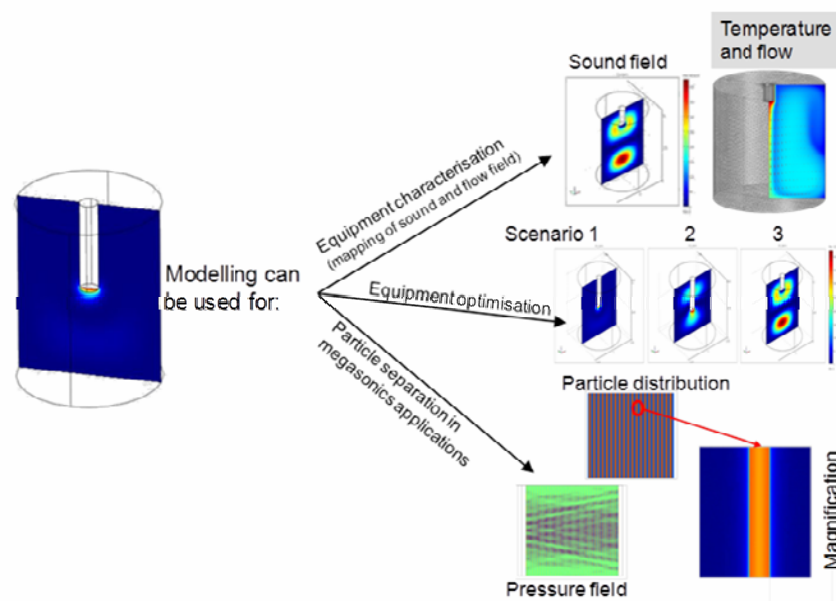 Temperature
and flow
Sound field
Equipment characterisation
(mapping of sound and flow field)
Scenario 1
2
3
Modelling can
be used for:
Equipment optimisation
Particle separation in
megasonics applications
Particle distribution
Magnification
Pressure field